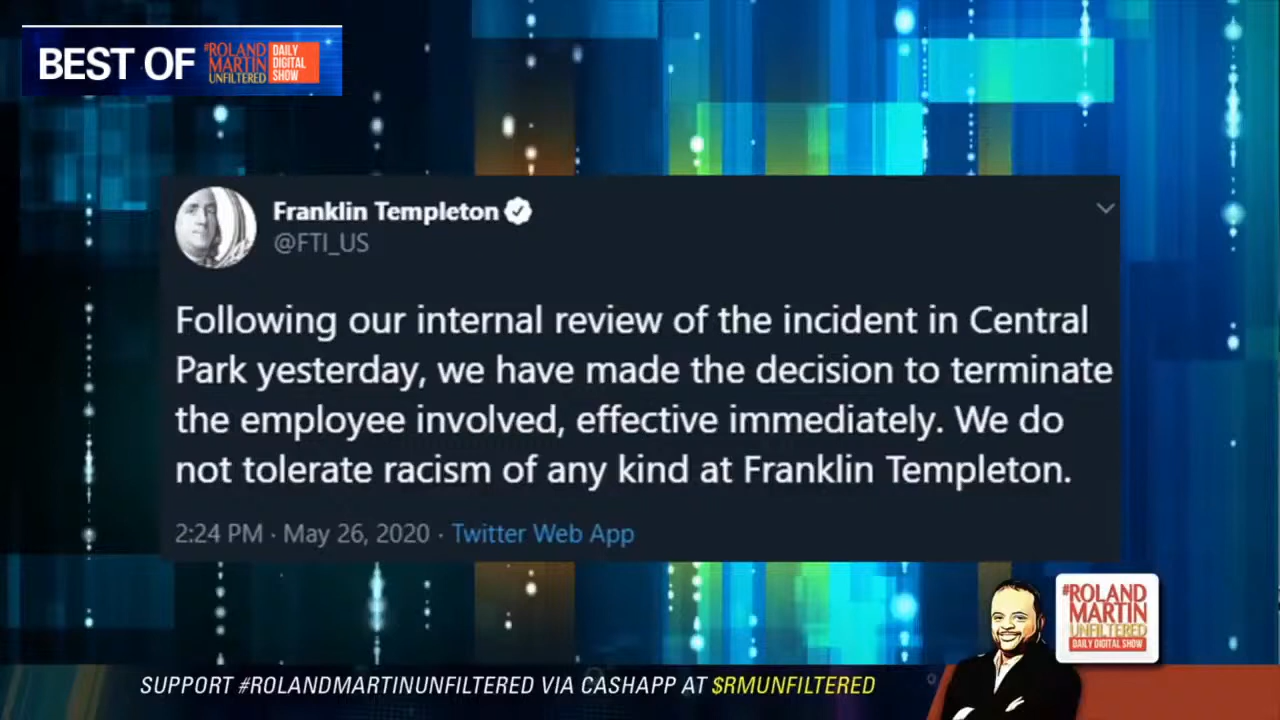 BEST OF
#ROLAND
MARTIN
UNFILTERED
DAILY
DIGITAL
SHOW
Franklin Templeton
@FTI_US
Following our internal review of the incident in Central
Park yesterday, we have made the decision to terminate
the employee involved, effective immediately. We do
not tolerate racism of any kind at Franklin Templeton.
2:24 PM · May 26, 2020 · Twitter Web App
#ROLAND
MARTIN
UNFILTERED
DAILY DIGITAL SHOW
SUPPORT #ROLANDMARTINUNFILTERED VIA CASHAPP AT $RMUNFILTERED